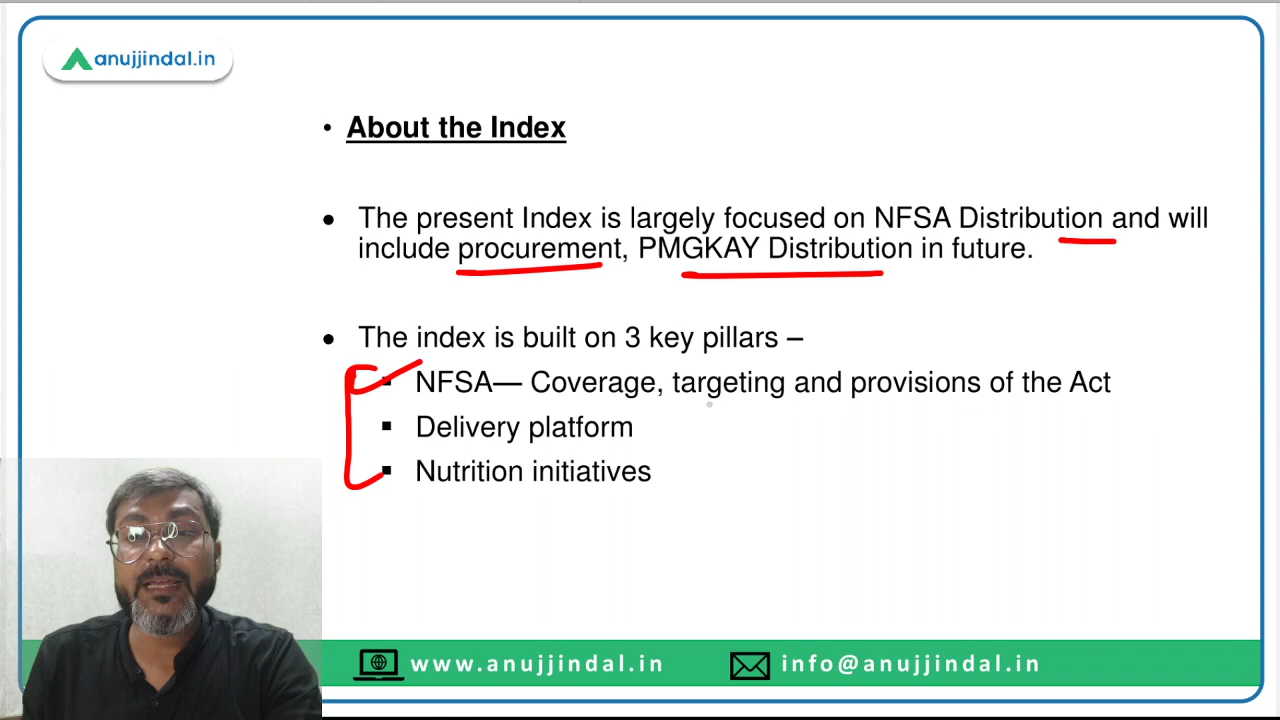 anujjindal.in
• About the Index
• The present Index is largely focused on NFSA Distribution and will
include procurement, PMGKAY Distribution in future.
• The index is built on 3 key pillars –
▪ NFSA— Coverage, targeting and provisions of the Act
▪ Delivery platform
▪ Nutrition initiatives
www.anujjindal.in info@anujjindal.in